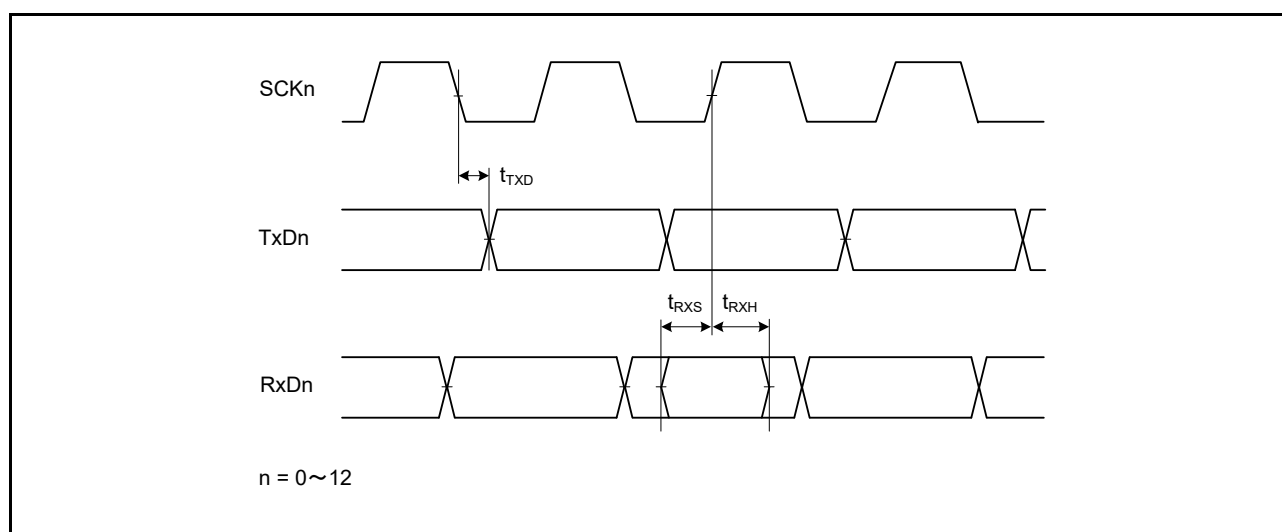 SCKn
tTXD
TxDn
tRXS tRXH
RxDn
n = 0～12